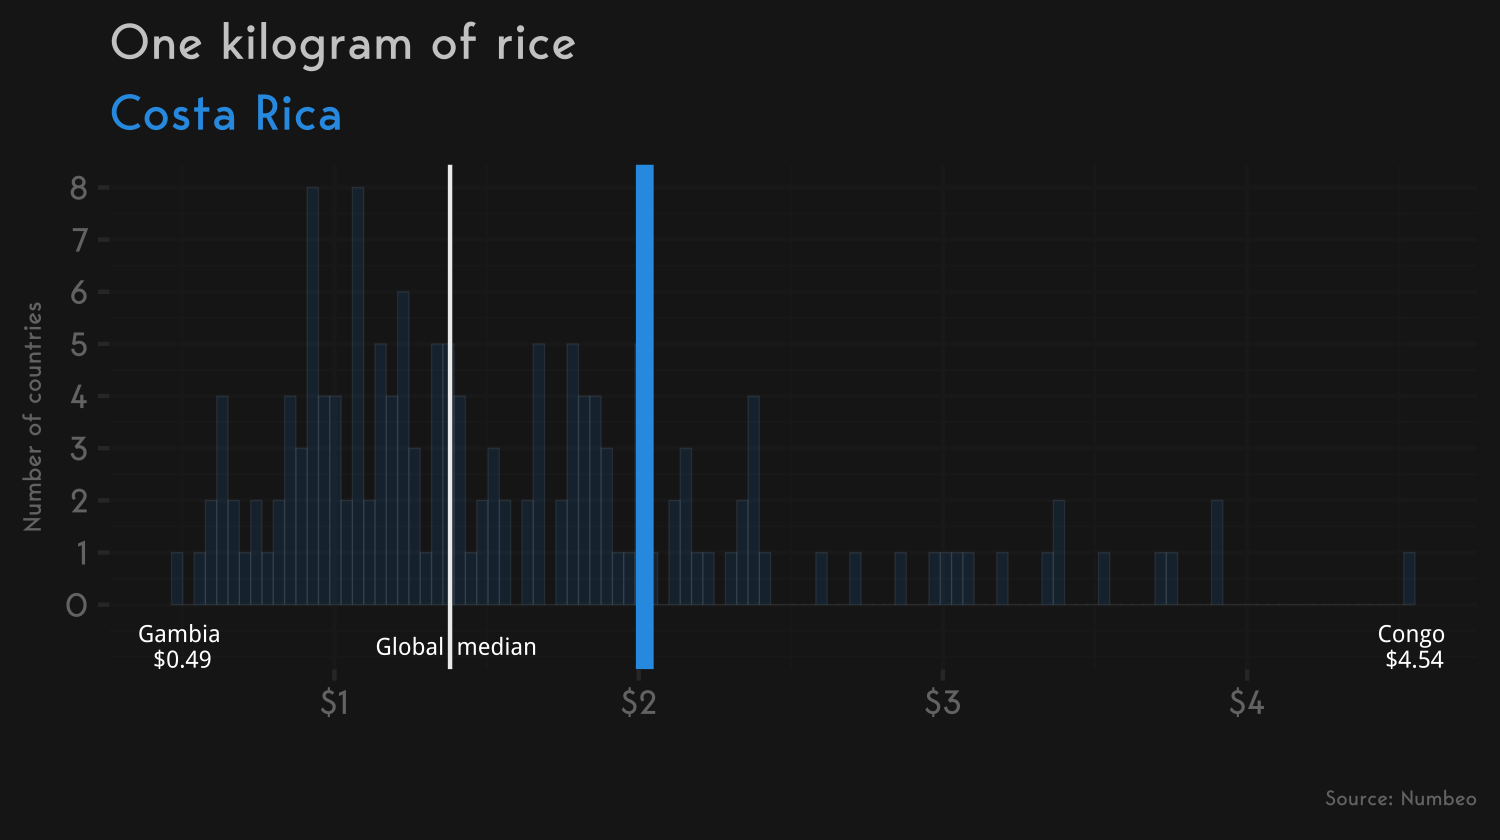 One kilogram of rice
Costa Rica
Number of countries
8
7
6
5
4
3
2
1
0
Gambia
$0.49
Global median
Congo
$4.54
$1
$2
$3
$4
Source: Numbeo